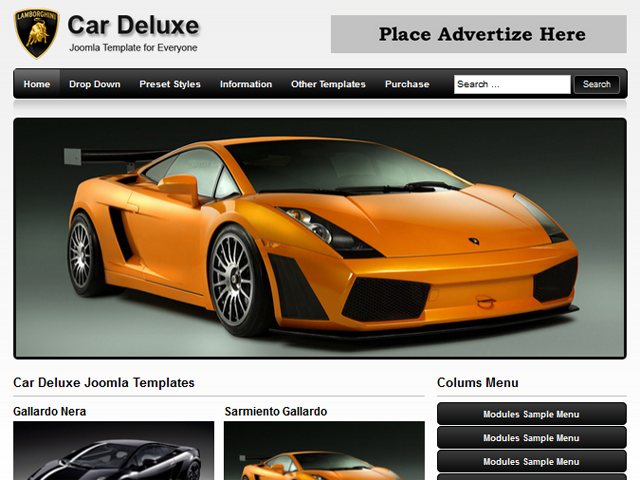 LAMBORGHINI
Car Deluxe
Joomla Template for Everyone
Place Advertize Here
Home Drop Down Preset Styles Information Other Templates Purchase Search ... Search
Car Deluxe Joomla Templates
Colums Menu
Gallardo Nera
Sarmiento Gallardo
Modules Sample Menu
Modules Sample Menu
Modules Sample Menu